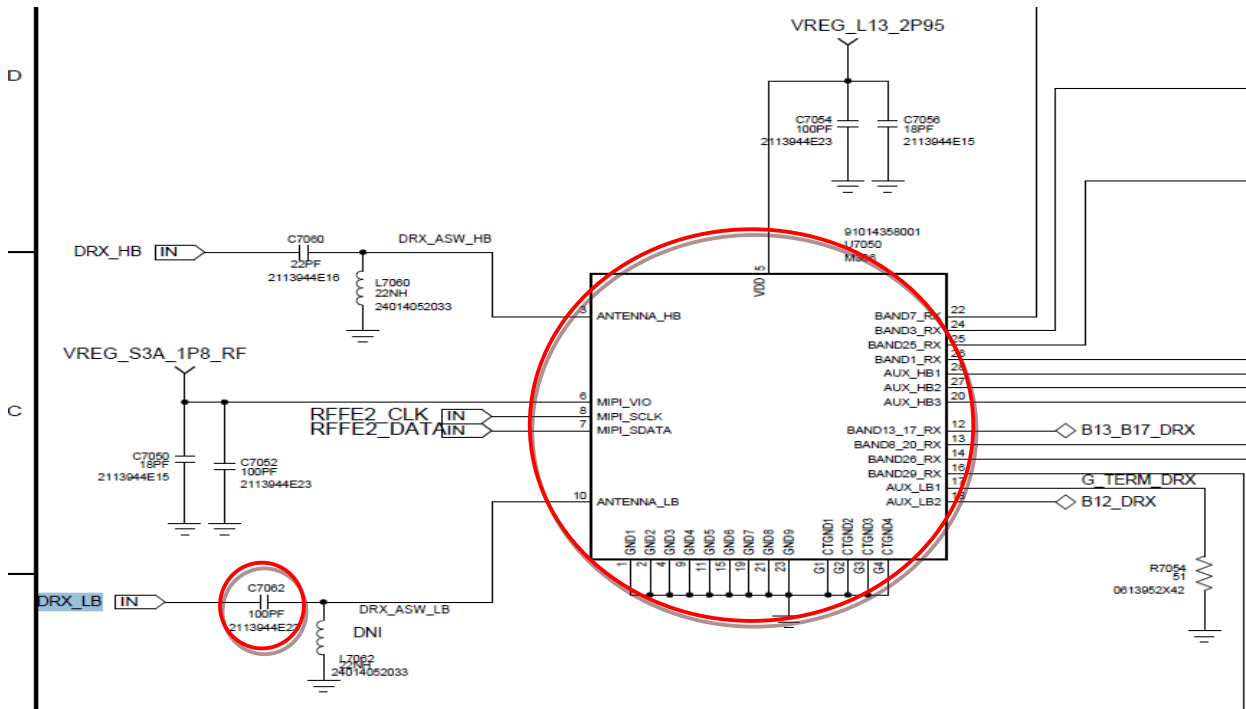 VREG_L13_2P95
D
C7054
100PF
2113944E23
C7056
18PF
2113944E15
91014358001
U7050
DRX_HB
IN
C7060
22PF
2113944E16
DRX_ASW_HB
L7060
22NH
24014052033
VDD
5
3
ANTENNA_HB
BAND7_RX
22
BAND3_RX
24
BAND25_RX
25
BAND1_RX
26
AUX_HB1
28
AUX_HB2
27
AUX_HB3
20
VREG_S3A_1P8_RF
C
6
MIPI_VIO
RFFE2_CLK
IN
8
MIPI_SCLK
RFFE2_DATA
IN
7
MIPI_SDATA
BAND13_17_RX
12
B13_B17_DRX
BAND8_20_RX
13
BAND26_RX
14
BAND29_RX
16
AUX_LB1
17
G_TERM_DRX
AUX_LB2
B12_DRX
C7050
18PF
2113944E15
C7052
100PF
2113944E23
10
ANTENNA_LB
GND1
GND2
GND3
GND4
GND5
GND6
GND7
GND8
GND9
CTGND1
CTGND2
CTGND3
CTGND4
1
2
4
9
11
15
19
21
23
G1
G2
G3
G4
R7054
51
0613952X42
DRX_LB
IN
C7062
100PF
DRX_ASW_LB
DNI
L7062
22NH
24014052033